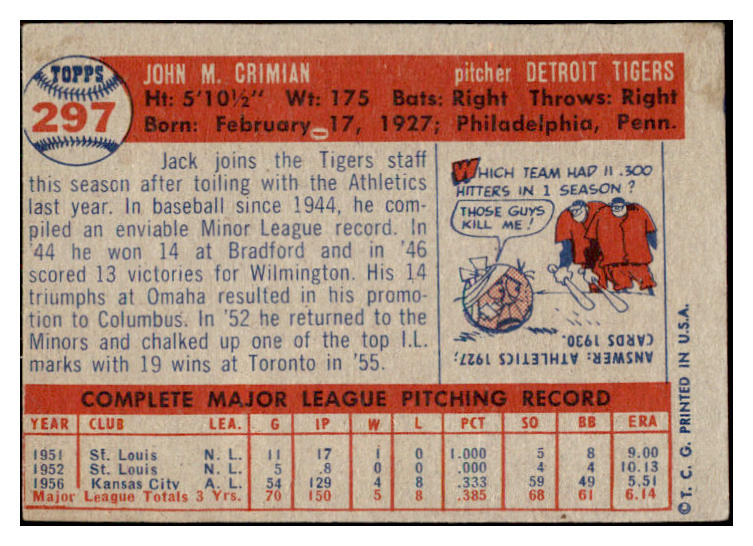 TOPPS
297
JOHN M. CRIMIAN pitcher DETROIT TIGERS
Ht: 5'10½" Wt: 175 Bats: Right Throws: Right
Born: February 17, 1927; Philadelphia, Penn.
Jack joins the Tigers staff
this season after toiling with the Athletics
last year. In baseball since 1944, he com-
piled an enviable Minor League record. In
'44 he won 14 at Bradford and in '46
scored 13 victories for Wilmington. His 14
triumphs at Omaha resulted in his promo-
tion to Columbus. In '52 he returned to the
Minors and chalked up one of the top I.L.
marks with 19 wins at Toronto in '55.
WHICH TEAM HAD 11 .300
HITTERS IN 1 SEASON?
THOSE GUYS
KILL ME!
ANSWER: ATHLETICS 1927;
CARDS 1930.
COMPLETE MAJOR LEAGUE PITCHING RECORD
YEAR CLUB LEA. G IP W L PCT SO BB ERA
1951 St. Louis N. L. 11 17 1 0 1.000 5 8 9.00
1952 St. Louis N. L. 5 .8 0 0 .000 4 4 10.13
1956 Kansas City A. L. 54 129 4 8 .333 59 49 5.51
Major League Totals 3 Yrs. 70 150 5 8 .385 68 61 6.14
© T. C. G. PRINTED IN U.S.A.